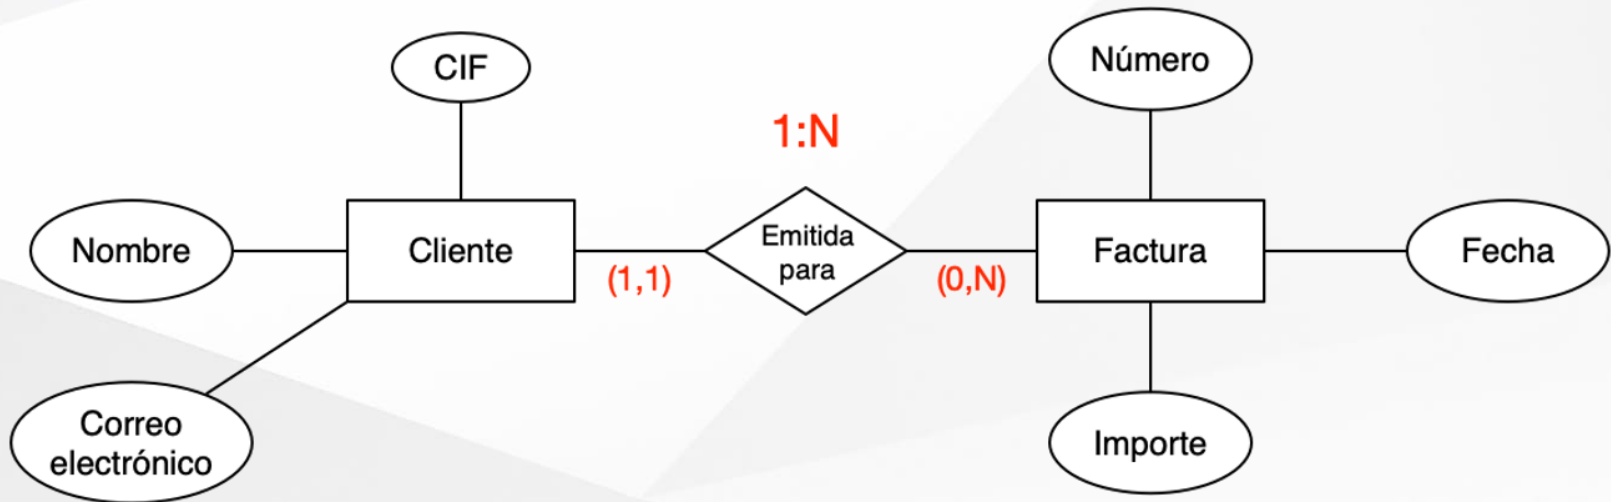 CIF
Número
1:N
Nombre
Cliente
(1,1)
Emitida
para
(0,N)
Factura
Fecha
Correo
electrónico
Importe